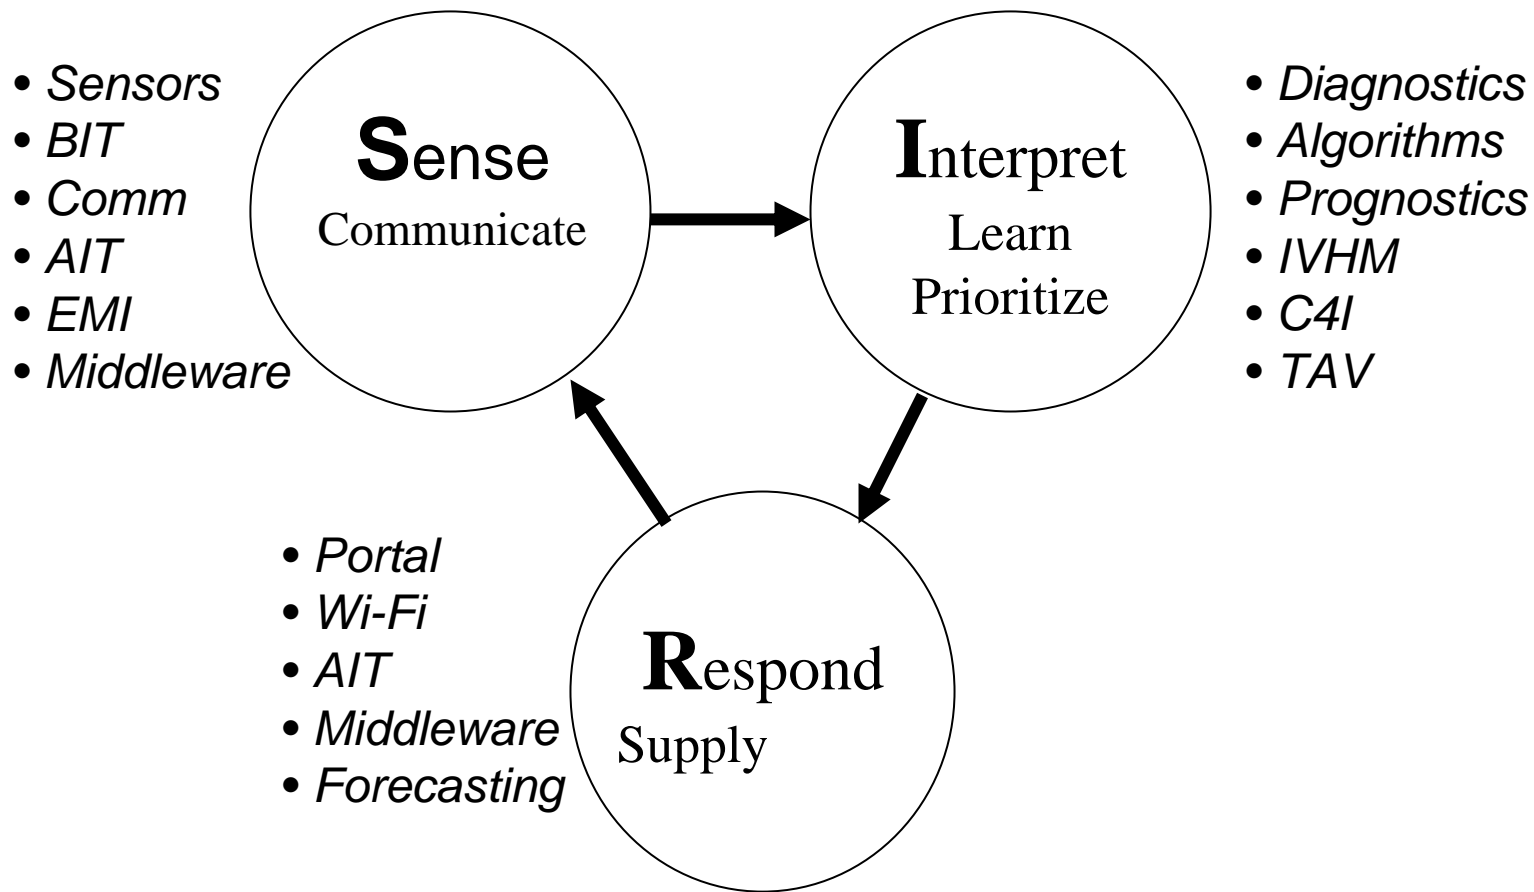 • Sensors
• BIT
• Comm
• AIT
• EMI
• Middleware
Sense
Communicate
Interpret
Learn
Prioritize
• Diagnostics
• Algorithms
• Prognostics
• IVHM
• C4I
• TAV
• Portal
• Wi-Fi
• AIT
• Middleware
• Forecasting
Respond
Supply